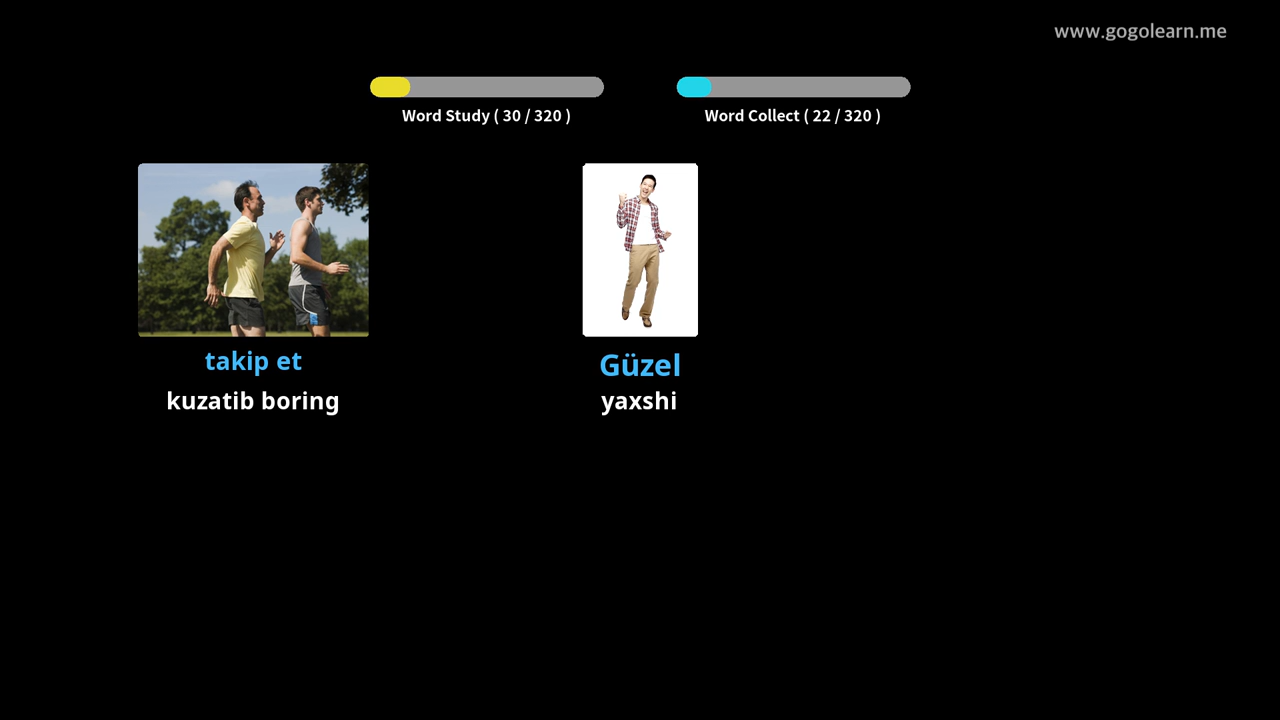 www.gogolearn.me
Word Study ( 30 / 320 )
Word Collect ( 22 / 320 )
takip et
kuzatib boring
Güzel
yaxshi